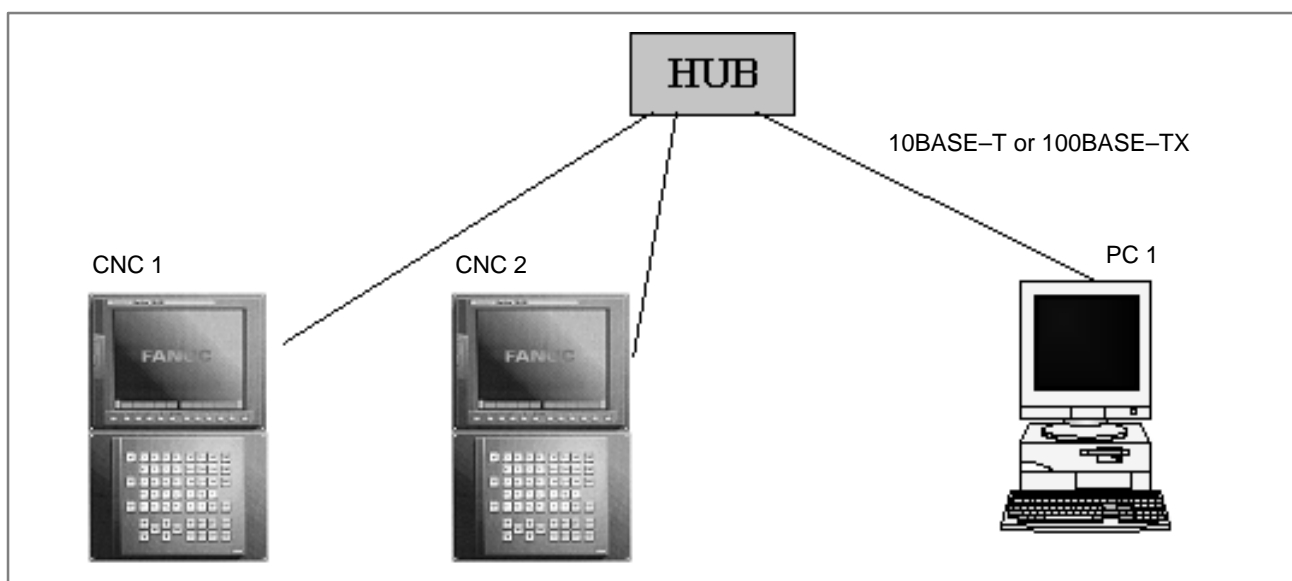 HUB
10BASE–T or 100BASE–TX
CNC 1
CNC 2
PC 1
FANUC
FANUC